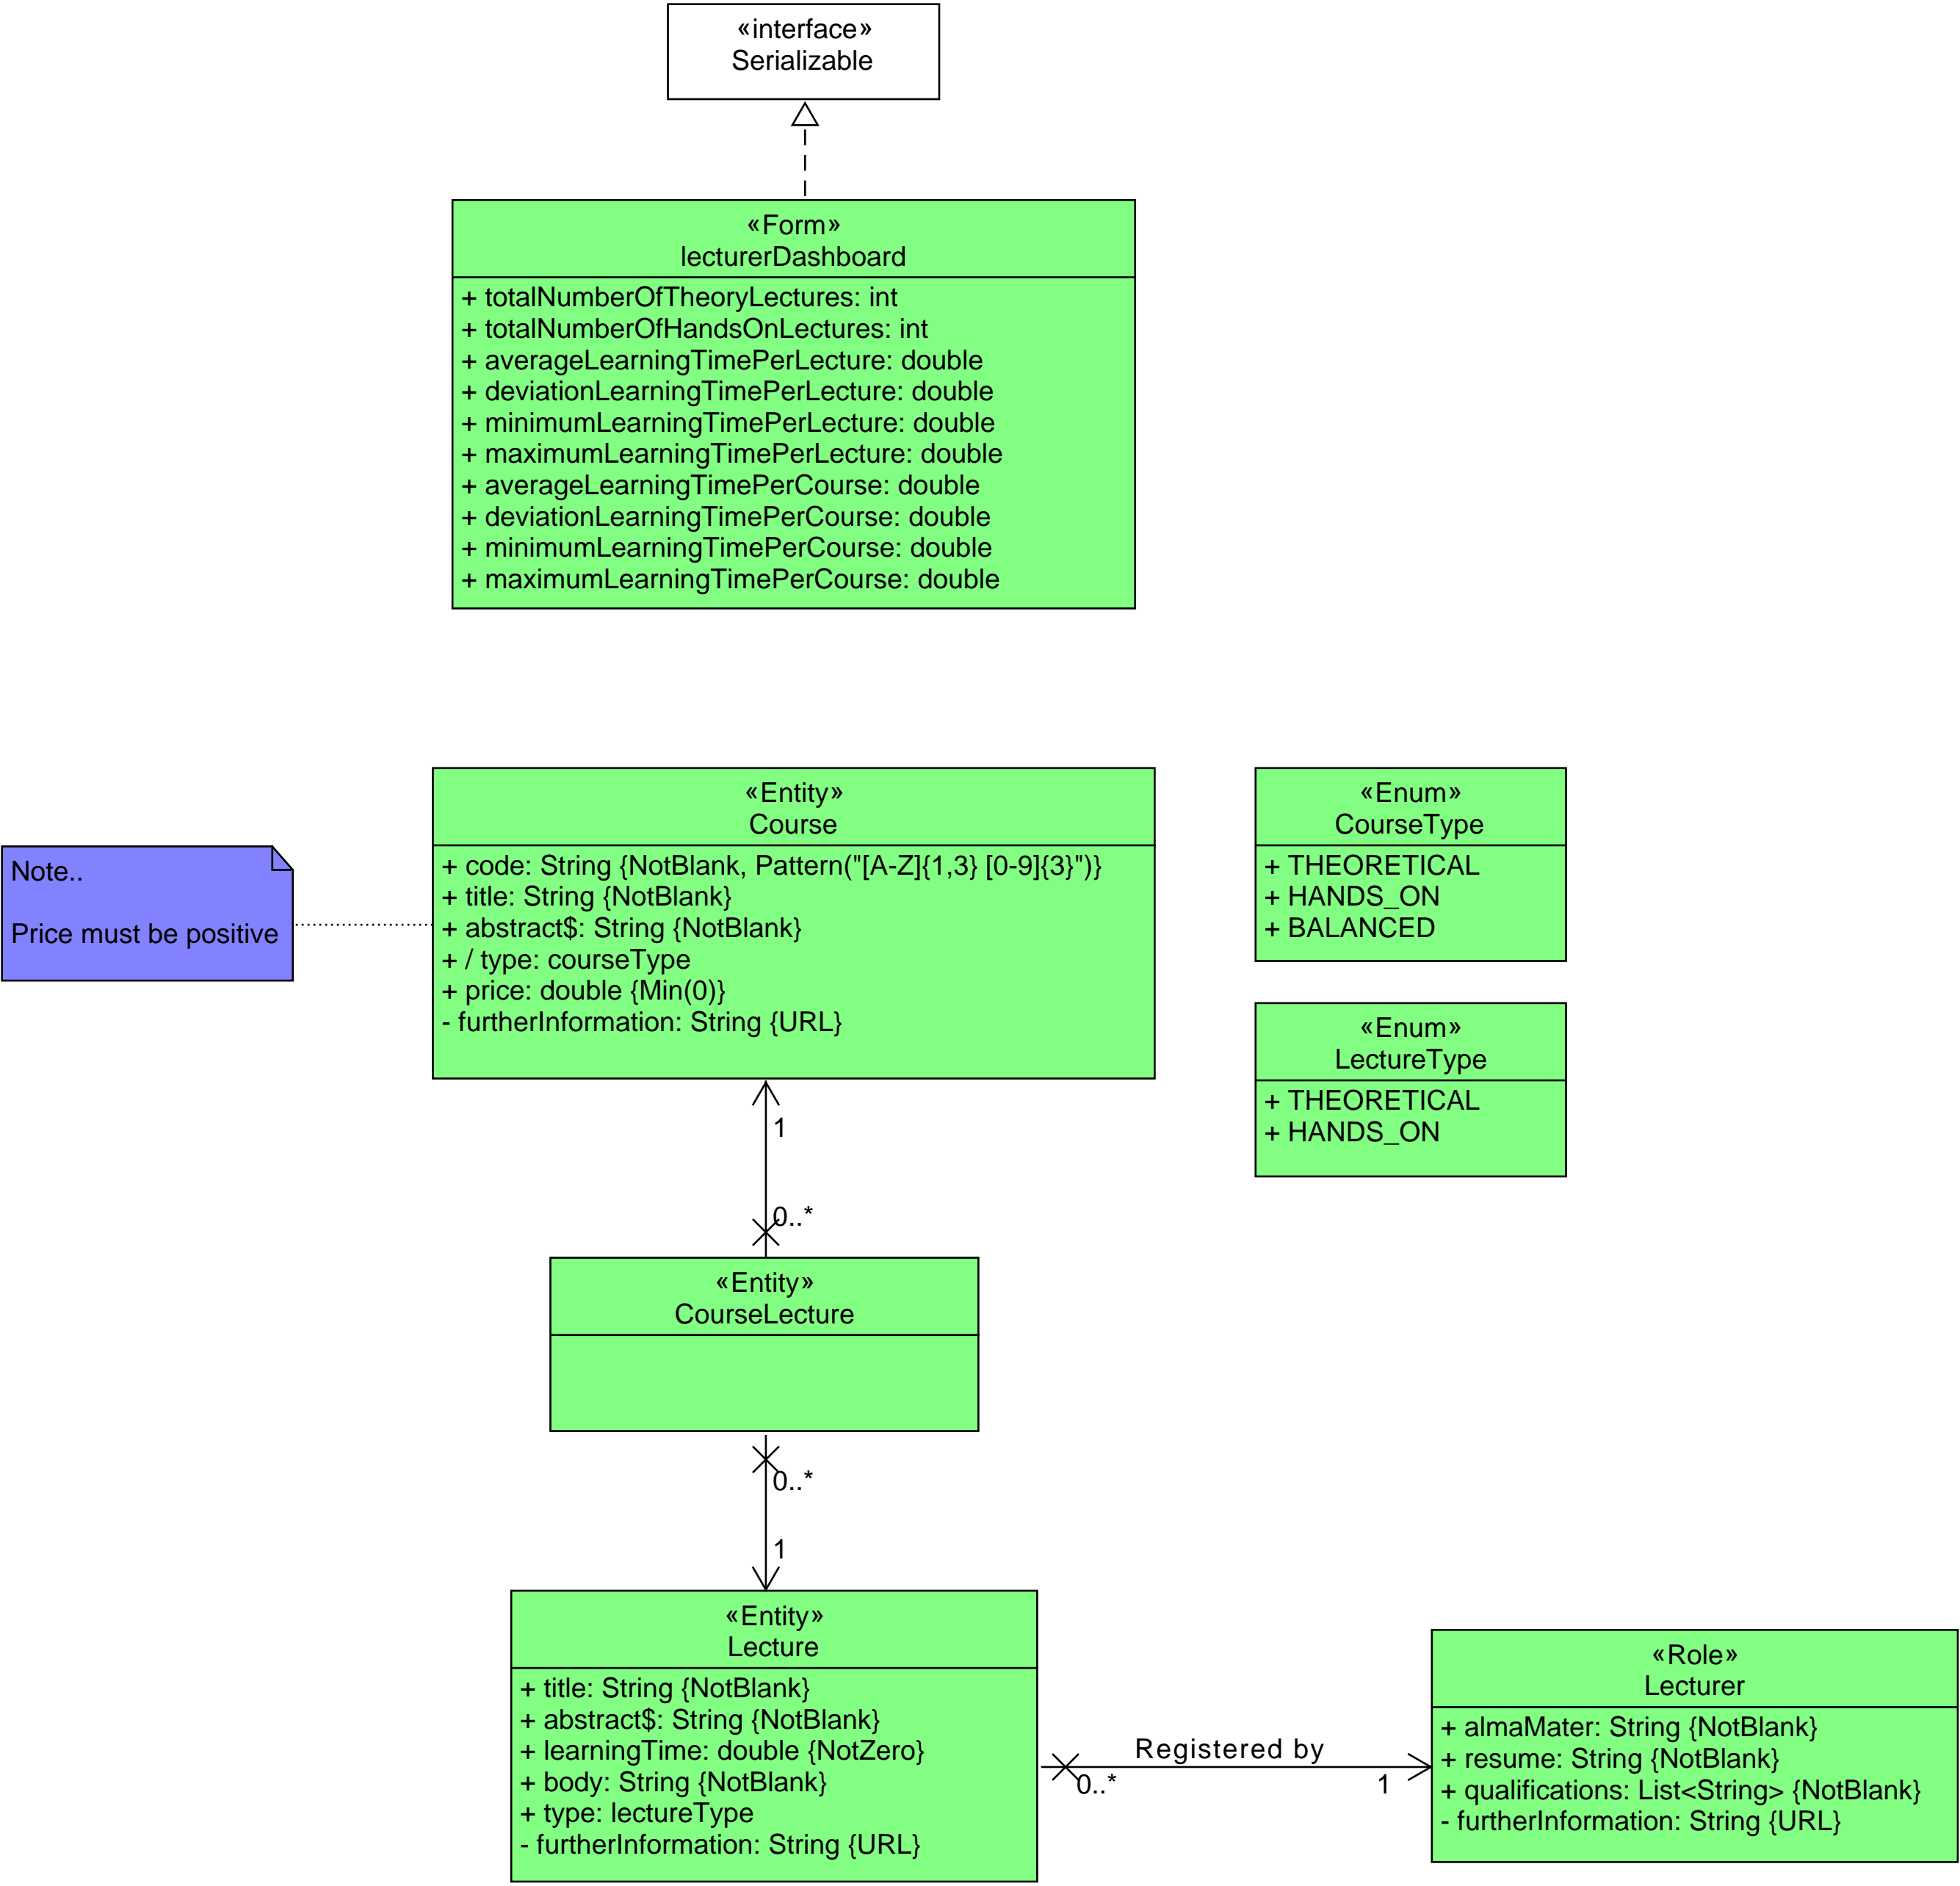 «interface»
Serializable
«Form»
lecturerDashboard
+ totalNumberOfTheoryLectures: int
+ totalNumberOfHandsOnLectures: int
+ averageLearningTimePerLecture: double
+ deviationLearningTimePerLecture: double
+ minimumLearningTimePerLecture: double
+ maximumLearningTimePerLecture: double
+ averageLearningTimePerCourse: double
+ deviationLearningTimePerCourse: double
+ minimumLearningTimePerCourse: double
+ maximumLearningTimePerCourse: double
Note..
Price must be positive
«Entity»
Course
+ code: String {NotBlank, Pattern("[A-Z]{1,3} [0-9]{3}")}
+ title: String {NotBlank}
+ abstract$: String {NotBlank}
+ / type: courseType
+ price: double {Min(0)}
- furtherInformation: String {URL}
«Enum»
CourseType
+ THEORETICAL
+ HANDS_ON
+ BALANCED
«Enum»
LectureType
+ THEORETICAL
+ HANDS_ON
1
0..*
«Entity»
CourseLecture
0..*
1
«Entity»
Lecture
+ title: String {NotBlank}
+ abstract$: String {NotBlank}
+ learningTime: double {NotZero}
+ body: String {NotBlank}
+ type: lectureType
- furtherInformation: String {URL}
Registered by
0..*
1
«Role»
Lecturer
+ almaMater: String {NotBlank}
+ resume: String {NotBlank}
+ qualifications: List<String> {NotBlank}
- furtherInformation: String {URL}